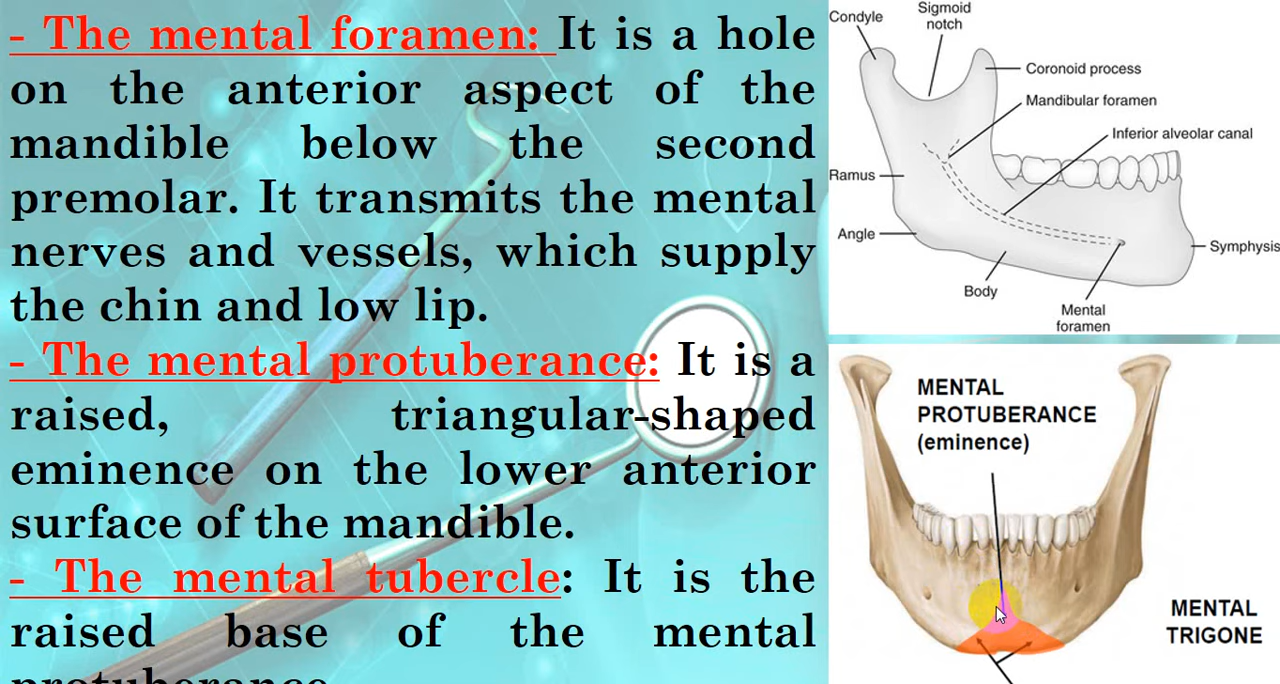 - The mental foramen: It is a hole
on the anterior aspect of the
mandible below the second
premolar. It transmits the mental
nerves and vessels, which supply
the chin and low lip.
- The mental protuberance: It is a
raised, triangular-shaped
eminence on the lower anterior
surface of the mandible.
- The mental tubercle: It is the
raised base of the mental
protuberance
Condyle
Sigmoid
notch
Coronoid process
Mandibular foramen
Inferior alveolar canal
Ramus
Angle
Symphysis
Body
Mental
foramen
MENTAL
PROTUBERANCE
(eminence)
MENTAL
TRIGONE